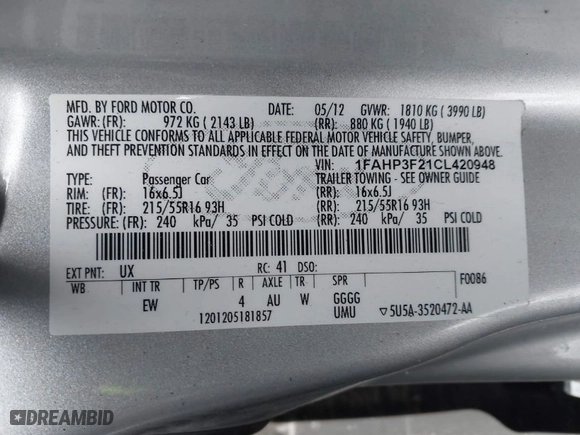 MFD. BY FORD MOTOR CO. DATE: 05/12 GVWR: 1810 KG ( 3990 LB)
GAWR: (FR): 972 KG ( 2143 LB) (RR): 880 KG ( 1940 LB)
THIS VEHICLE CONFORMS TO ALL APPLICABLE FEDERAL MOTOR VEHICLE SAFETY, BUMPER,
AND THEFT PREVENTION STANDARDS IN EFFECT ON THE DATE OF MANUFACTURE SHOWN ABOVE.
VIN: 1FAHP3F21CL420948
TYPE: Passenger Car TRAILER TOWING - SEE OWNER GUIDE
RIM: (FR): 16x6.5J (RR): 16x6.5J
TIRE: (FR): 215/55R16 93H (RR): 215/55R16 93H
PRESSURE: (FR): 240 kPa/ 35 PSI COLD (RR): 240 kPa/ 35 PSI COLD
EXT PNT: UX RC: 41 DSO: F0086
WB INT TR TP/PS R AXLE TR SPR
EW 4 AU W GGGG
1201205181857 UMU ▽5U5A-3520472-AA
DREAMBID